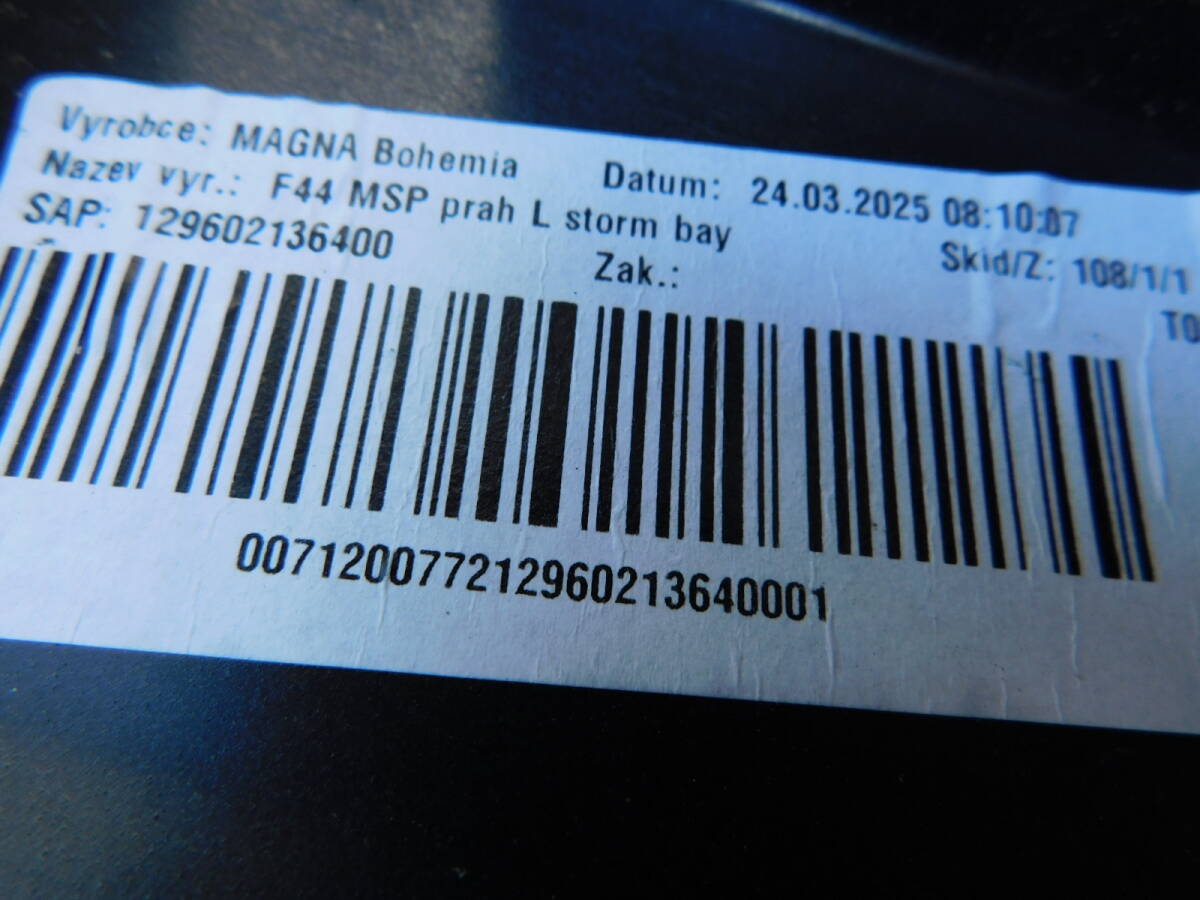 Vyrobce: MAGNA Bohemia Datum: 24.03.2025 08:10:07
Nazev vyr.: F44 MSP prah L storm bay Skid/Z: 108/1/1
SAP: 129602136400 Zak.:
T0
007120077212960213640001